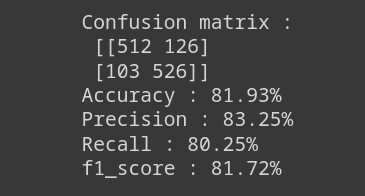 Confusion matrix :
[[512 126]
[103 526]]
Accuracy : 81.93%
Precision : 83.25%
Recall : 80.25%
f1_score : 81.72%